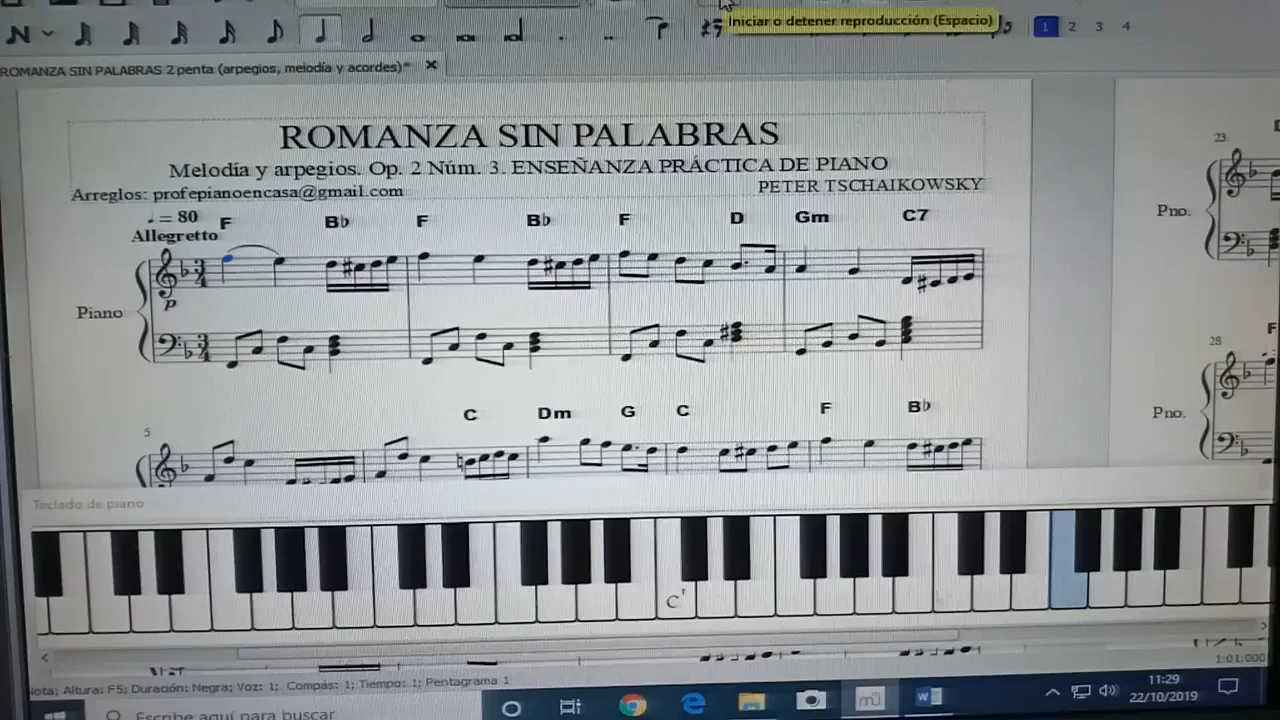 Iniciar o detener reproducción (Espacio)
1 2 3 4
ROMANZA SIN PALABRAS 2 penta (arpegios, melodía y acordes)*
ROMANZA SIN PALABRAS
Melodía y arpegios. Op. 2 Núm. 3. ENSEÑANZA PRÁCTICA DE PIANO
Arreglos: profepianoencasa@gmail.com
PETER TSCHAIKOWSKY
= 80
Allegretto
F Bb F Bb F D Gm C7
p
Piano
23
Pno.
5
C Dm G C F Bb
28
F
Pno.
Teclado de piano
C'
Nota; Altura: F5; Duración: Negra; Voz: 1; Compás: 1; Tiempo: 1; Pentagrama 1
1:01:000
Escribe aquí para buscar
11:29
22/10/2019